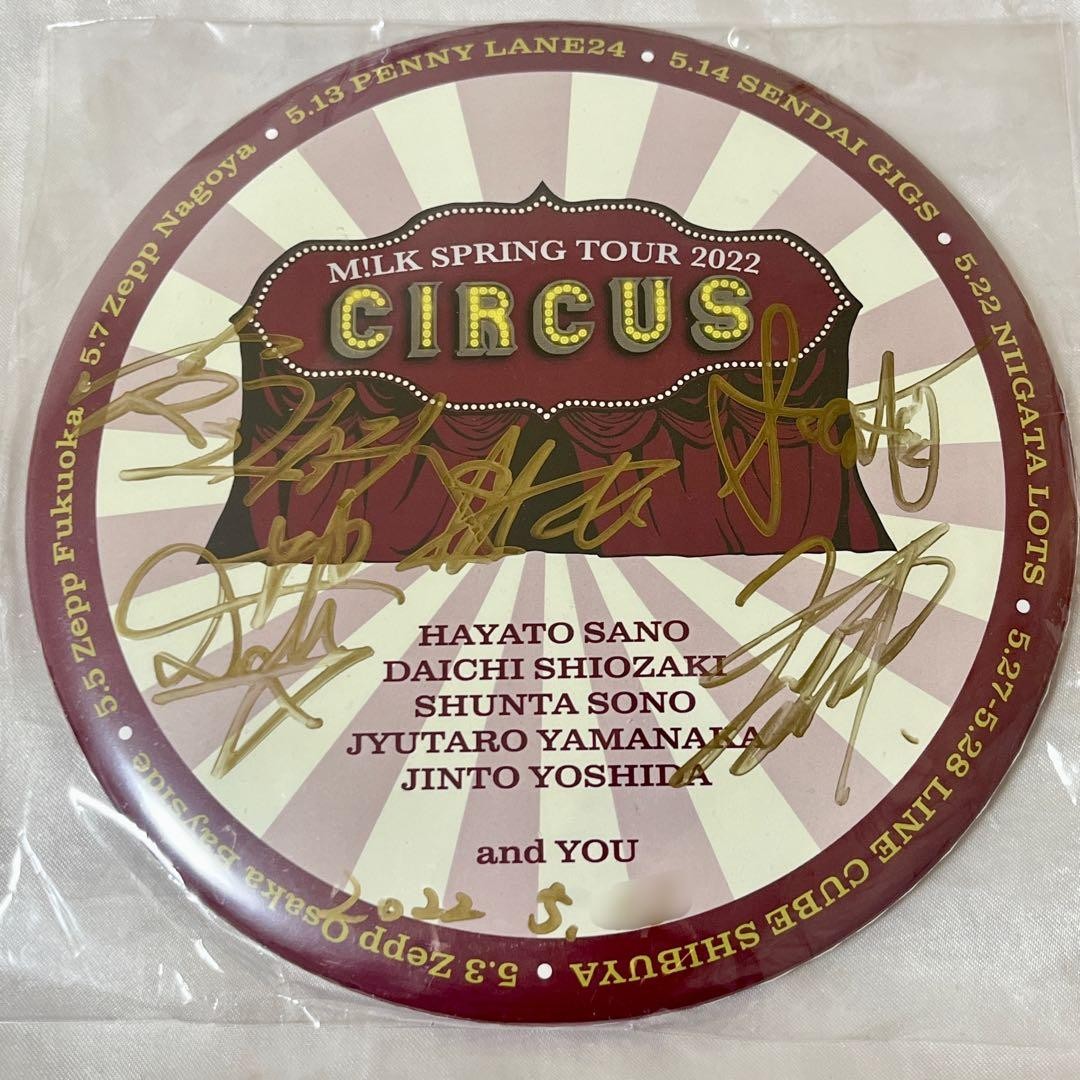 M!LK SPRING TOUR 2022
CIRCUS
HAYATO SANO
DAICHI SHIOZAKI
SHUNTA SONO
JYUTARO YAMANAKA
JINTO YOSHIDA
and YOU
2022 5.
5.3 Zepp Osaka Bayside • 5.5 Zepp Fukuoka • 5.7 Zepp Nagoya • 5.13 PENNY LANE24 • 5.14 SENDAI GIGS • 5.22 NIIGATA LOTS • 5.27-5.28 LINE CUBE SHIBUYA •